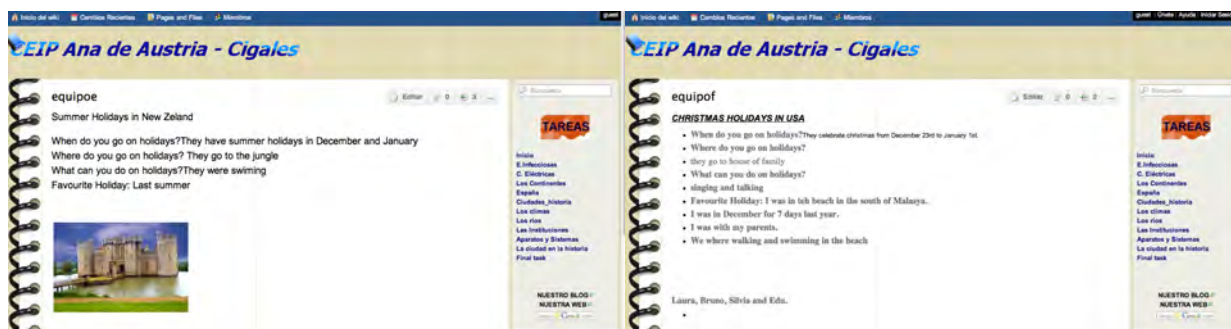 Inicio del wiki Cambios Recientes Pages and Files Miembros
guest
CEIP Ana de Austria - Cigales
equipoe
Editar 0 3 ...
Summer Holidays in New Zeland
When do you go on holidays?They have summer holidays in December and January
Where do you go on holidays? They go to the jungle
What can you do on holidays?They were swiming
Favourite Holiday: Last summer
Búsqueda
TAREAS
Inicio
E.Infecciosas
C. Eléctricas
Los Continentes
España
Ciudades_historia
Los climas
Los ríos
Las Instituciones
Aparatos y Sistemas
La ciudad en la historia
Final task
NUESTRO BLOG
NUESTRA WEB
Inicio del wiki Cambios Recientes Pages and Files Miembros
guest Únete Ayuda Iniciar Sesión
CEIP Ana de Austria - Cigales
equipof
Editar 0 2 ...
CHRISTMAS HOLIDAYS IN USA
When do you go on holidays?They celebrate christmas from December 23rd to January 1st.
Where do you go on holidays?
they go to house of family
What can you do on holidays?
singing and talking
Favourite Holiday: I was in teh beach in the south of Malasya.
I was in December for 7 days last year.
I was with my parents.
We where walking and swimming in the beach
Laura, Bruno, Silvia and Edu.
Búsqueda
TAREAS
Inicio
E.Infecciosas
C. Eléctricas
Los Continentes
España
Ciudades_historia
Los climas
Los ríos
Las Instituciones
Aparatos y Sistemas
La ciudad en la historia
Final task
NUESTRO BLOG
NUESTRA WEB